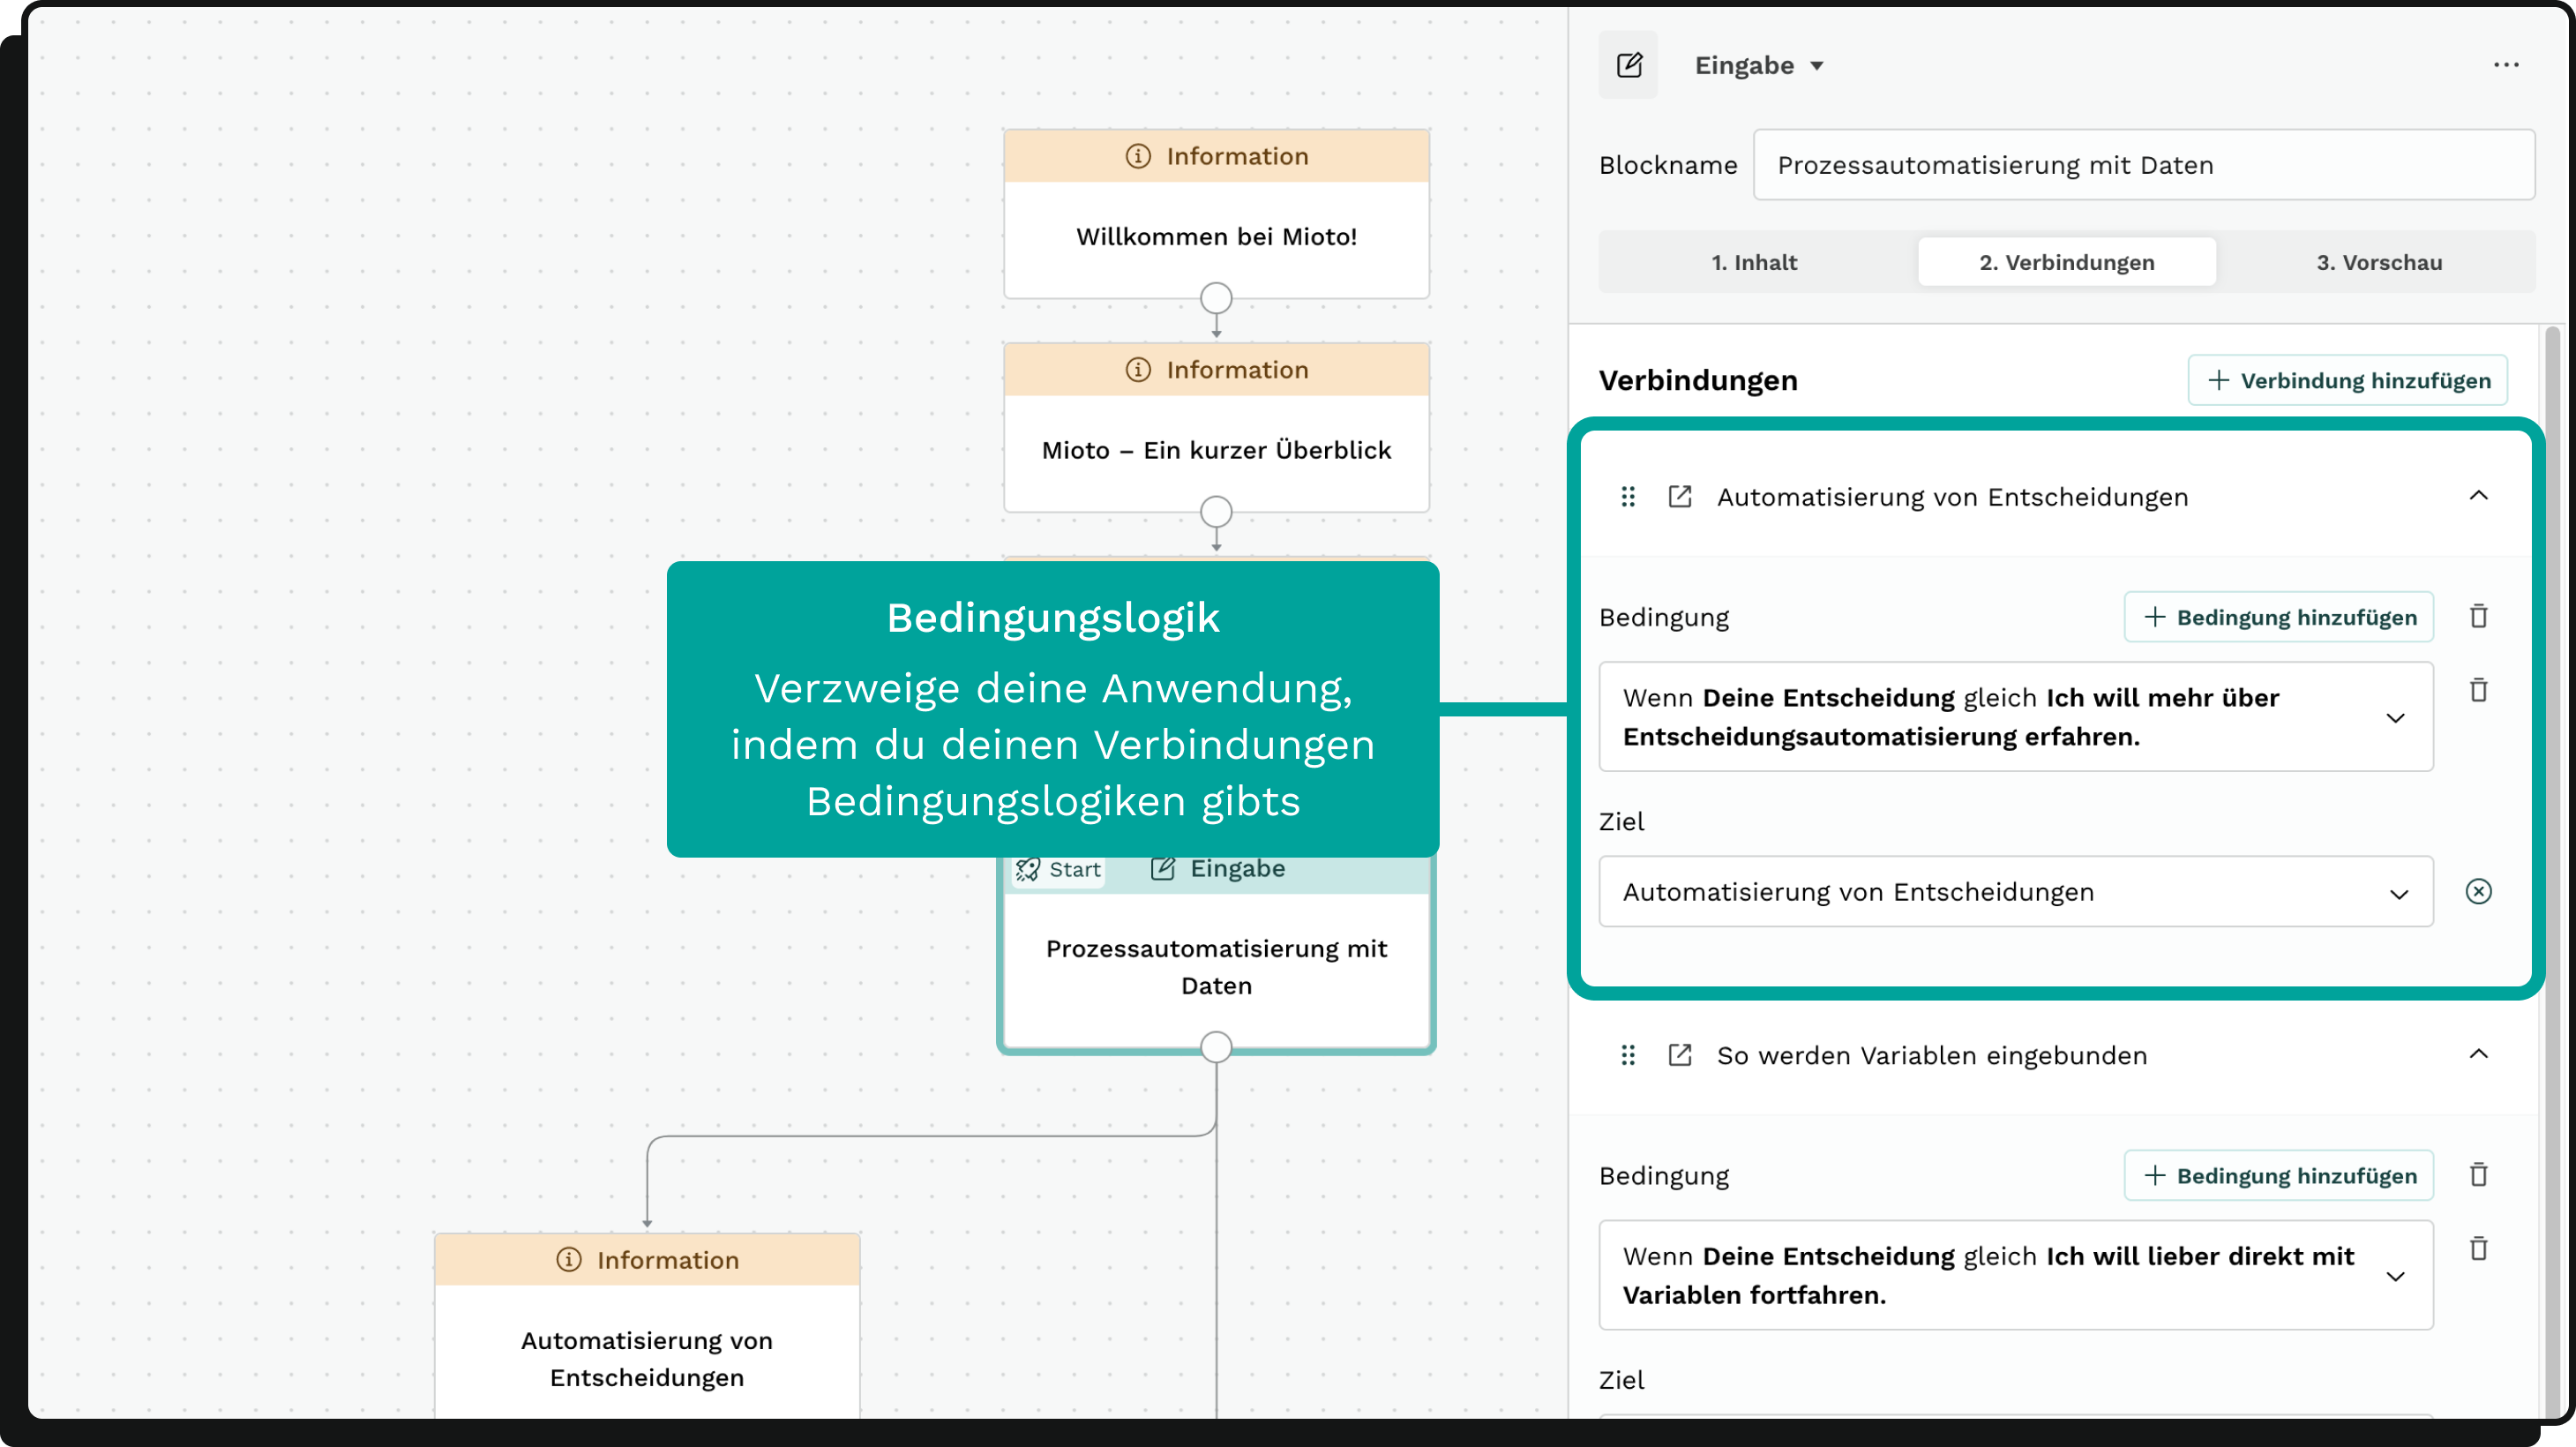 Information
Willkommen bei Mioto!
Information
Mioto – Ein kurzer Überblick
Bedingungslogik
Verzweige deine Anwendung,
indem du deinen Verbindungen
Bedingungslogiken gibts
Start
Eingabe
Prozessautomatisierung mit
Daten
Information
Automatisierung von
Entscheidungen
Eingabe
Blockname
Prozessautomatisierung mit Daten
1. Inhalt
2. Verbindungen
3. Vorschau
Verbindungen
Verbindung hinzufügen
Automatisierung von Entscheidungen
Bedingung
Bedingung hinzufügen
Wenn Deine Entscheidung gleich Ich will mehr über
Entscheidungsautomatisierung erfahren.
Ziel
Automatisierung von Entscheidungen
So werden Variablen eingebunden
Bedingung
Bedingung hinzufügen
Wenn Deine Entscheidung gleich Ich will lieber direkt mit
Variablen fortfahren.
Ziel